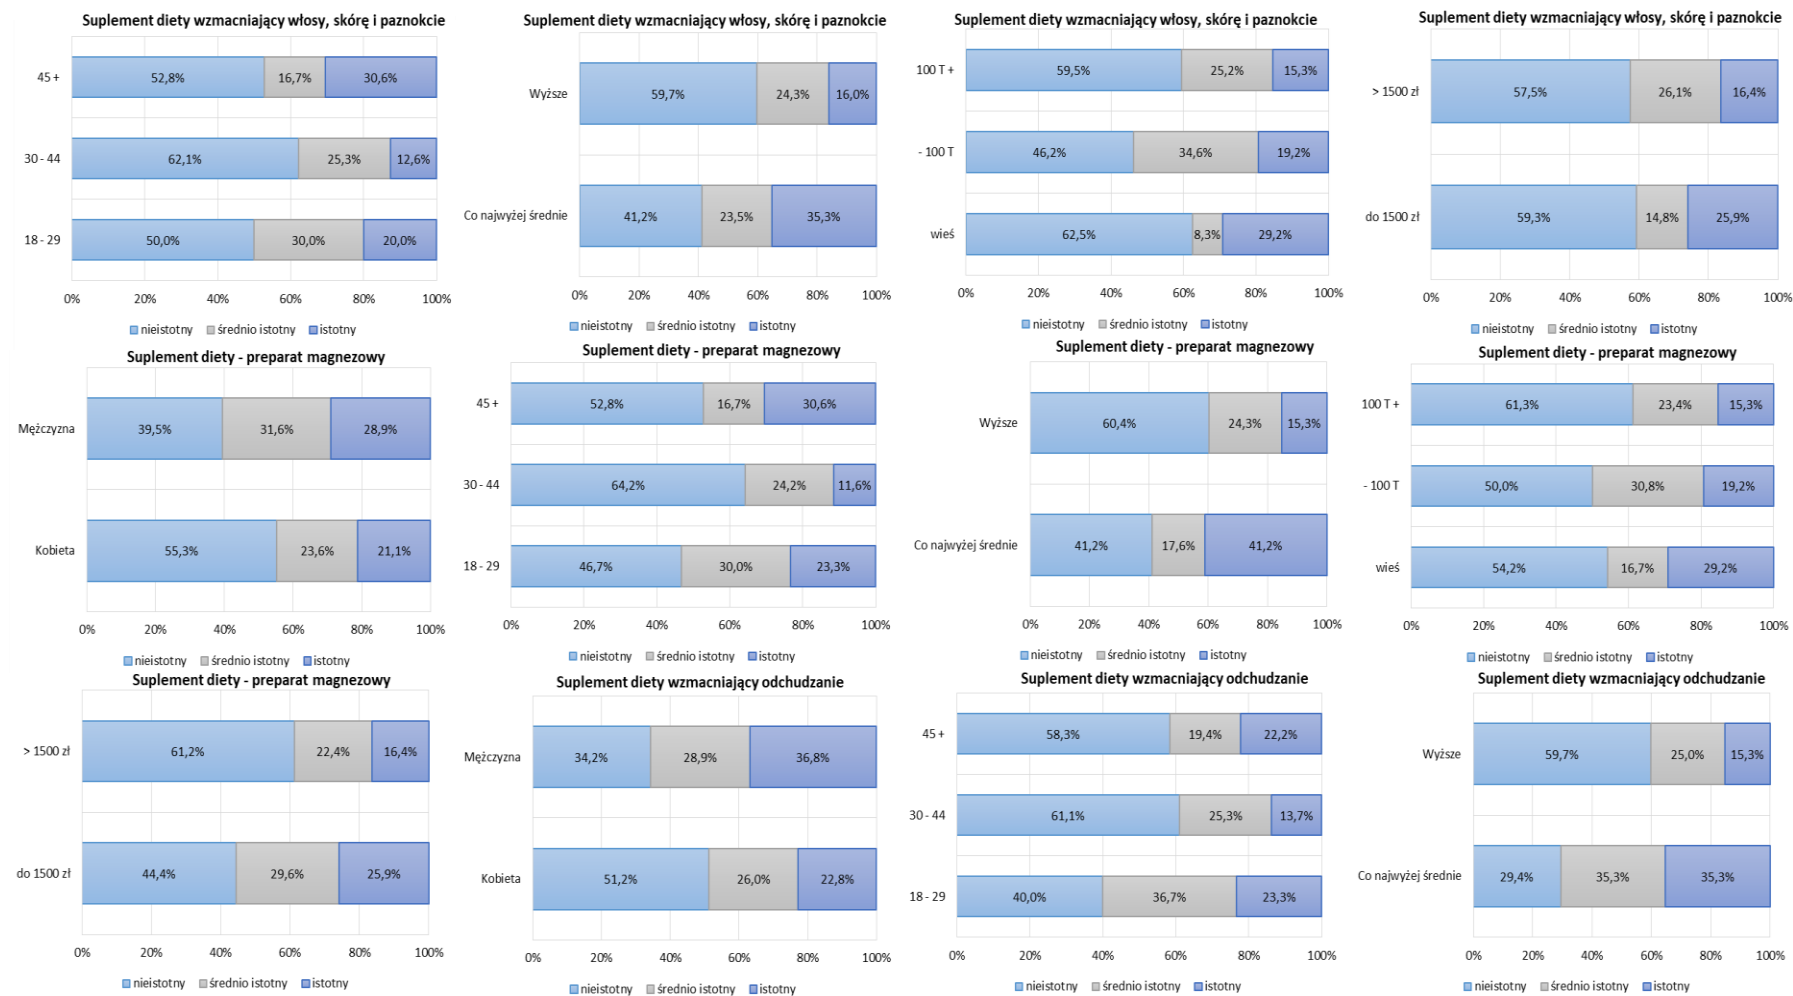 Suplement diety wzmacniający włosy, skórę i paznokcie
45 +
52,8% 16,7% 30,6%
30 - 44
62,1% 25,3% 12,6%
18 - 29
50,0% 30,0% 20,0%
0% 20% 40% 60% 80% 100%
nieistotny średnio istotny istotny
Suplement diety wzmacniający włosy, skórę i paznokcie
Wyższe
59,7% 24,3% 16,0%
Co najwyżej średnie
41,2% 23,5% 35,3%
0% 20% 40% 60% 80% 100%
nieistotny średnio istotny istotny
Suplement diety wzmacniający włosy, skórę i paznokcie
100 T +
59,5% 25,2% 15,3%
- 100 T
46,2% 34,6% 19,2%
wieś
62,5% 8,3% 29,2%
0% 20% 40% 60% 80% 100%
nieistotny średnio istotny istotny
Suplement diety wzmacniający włosy, skórę i paznokcie
> 1500 zł
57,5% 26,1% 16,4%
do 1500 zł
59,3% 14,8% 25,9%
0% 20% 40% 60% 80% 100%
nieistotny średnio istotny istotny
Suplement diety - preparat magnezowy
Mężczyzna
39,5% 31,6% 28,9%
Kobieta
55,3% 23,6% 21,1%
0% 20% 40% 60% 80% 100%
nieistotny średnio istotny istotny
Suplement diety - preparat magnezowy
45 +
52,8% 16,7% 30,6%
30 - 44
64,2% 24,2% 11,6%
18 - 29
46,7% 30,0% 23,3%
0% 20% 40% 60% 80% 100%
nieistotny średnio istotny istotny
Suplement diety - preparat magnezowy
Wyższe
60,4% 24,3% 15,3%
Co najwyżej średnie
41,2% 17,6% 41,2%
0% 20% 40% 60% 80% 100%
nieistotny średnio istotny istotny
Suplement diety - preparat magnezowy
100 T +
61,3% 23,4% 15,3%
- 100 T
50,0% 30,8% 19,2%
wieś
54,2% 16,7% 29,2%
0% 20% 40% 60% 80% 100%
nieistotny średnio istotny istotny
Suplement diety - preparat magnezowy
> 1500 zł
61,2% 22,4% 16,4%
do 1500 zł
44,4% 29,6% 25,9%
0% 20% 40% 60% 80% 100%
nieistotny średnio istotny istotny
Suplement diety wzmacniający odchudzanie
Mężczyzna
34,2% 28,9% 36,8%
Kobieta
51,2% 26,0% 22,8%
0% 20% 40% 60% 80% 100%
nieistotny średnio istotny istotny
Suplement diety wzmacniający odchudzanie
45 +
58,3% 19,4% 22,2%
30 - 44
61,1% 25,3% 13,7%
18 - 29
40,0% 36,7% 23,3%
0% 20% 40% 60% 80% 100%
nieistotny średnio istotny istotny
Suplement diety wzmacniający odchudzanie
Wyższe
59,7% 25,0% 15,3%
Co najwyżej średnie
29,4% 35,3% 35,3%
0% 20% 40% 60% 80% 100%
nieistotny średnio istotny istotny